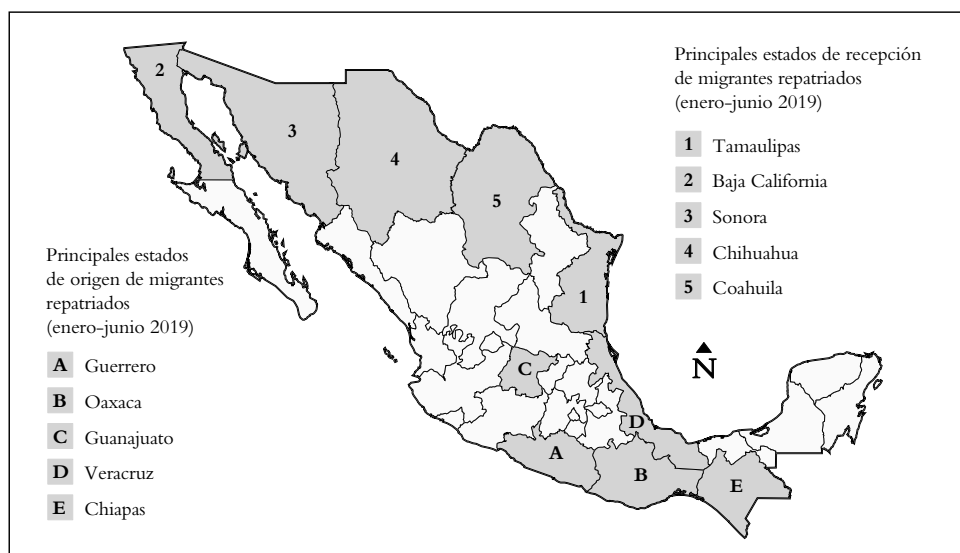 Principales estados de recepción
de migrantes repatriados
(enero-junio 2019)
1 Tamaulipas
2 Baja California
3 Sonora
4 Chihuahua
5 Coahuila
Principales estados
de origen de migrantes
repatriados
(enero-junio 2019)
A Guerrero
B Oaxaca
C Guanajuato
D Veracruz
E Chiapas
2
3
4
5
1
N
C
D
A
B
E